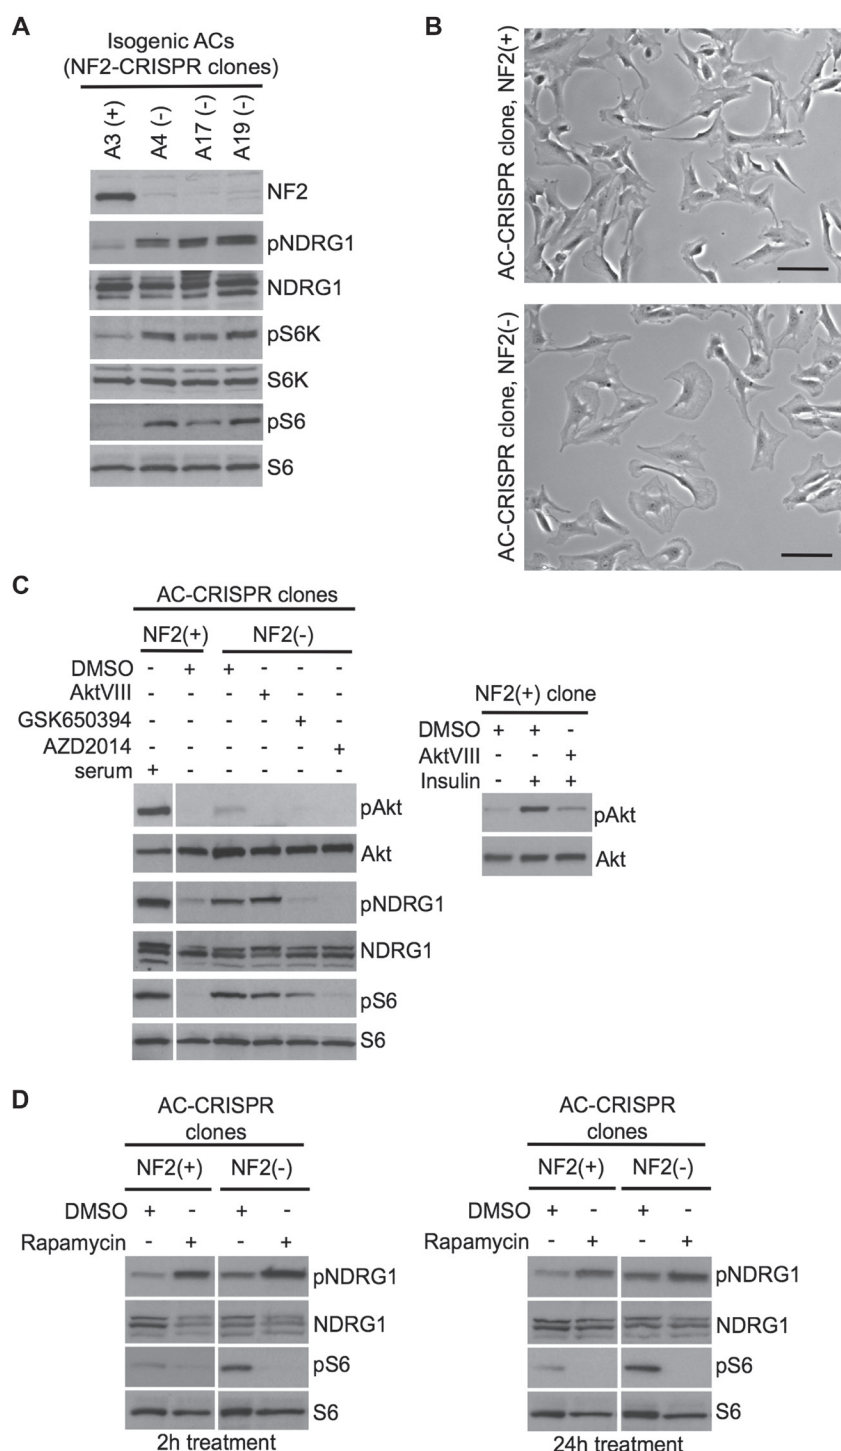 A
Isogenic ACs
(NF2-CRISPR clones)
A3 (+)
A4 (-)
A17 (-)
A19 (-)
NF2
pNDRG1
NDRG1
pS6K
S6K
pS6
S6
B
AC-CRISPR clone, NF2(+)
AC-CRISPR clone, NF2(-)
C
AC-CRISPR clones
NF2(+) NF2(-)
DMSO - + + - - -
AktVIII - - - + - -
GSK650394 - - - - + -
AZD2014 - - - - - +
serum + - - - - -
pAkt
Akt
pNDRG1
NDRG1
pS6
S6
NF2(+) clone
DMSO + + -
AktVIII - - +
Insulin - + +
pAkt
Akt
D
AC-CRISPR
clones
NF2(+) NF2(-)
DMSO + - + -
Rapamycin - + - +
pNDRG1
NDRG1
pS6
S6
2h treatment
AC-CRISPR
clones
NF2(+) NF2(-)
DMSO + - + -
Rapamycin - + - +
pNDRG1
NDRG1
pS6
S6
24h treatment